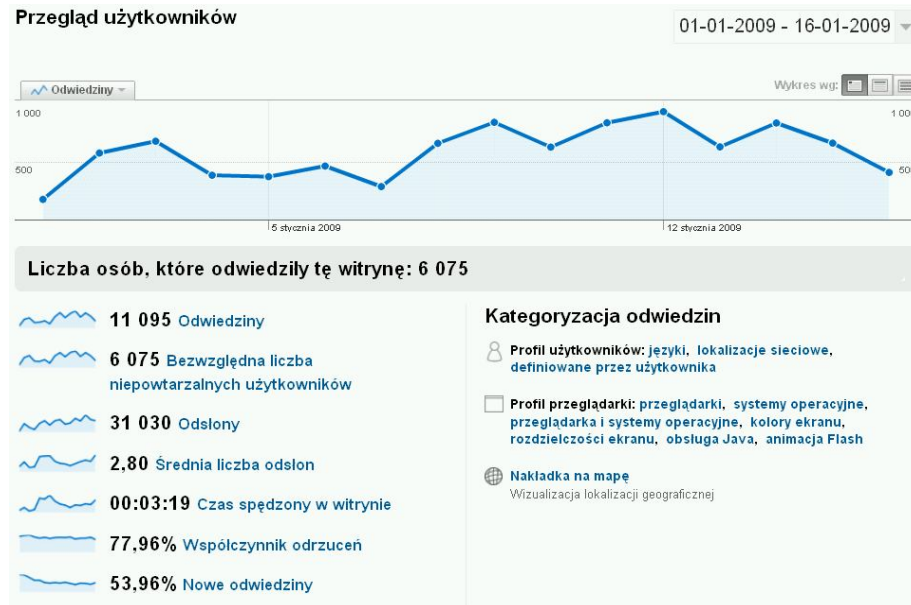 Przegląd użytkowników
01-01-2009 - 16-01-2009
Odwiedziny
Wykres wg:
1 000
1 00
500
50
5 stycznia 2009
12 stycznia 2009
Liczba osób, które odwiedziły tę witrynę: 6 075
11 095 Odwiedziny
6 075 Bezwzględna liczba
niepowtarzalnych użytkowników
31 030 Odsłony
2,80 Średnia liczba odsłon
00:03:19 Czas spędzony w witrynie
77,96% Współczynnik odrzuceń
53,96% Nowe odwiedziny
Kategoryzacja odwiedzin
Profil użytkowników: języki, lokalizacje sieciowe,
definiowane przez użytkownika
Profil przeglądarki: przeglądarki, systemy operacyjne,
przeglądarka i systemy operacyjne, kolory ekranu,
rozdzielczości ekranu, obsługa Java, animacja Flash
Nakładka na mapę
Wizualizacja lokalizacji geograficznej